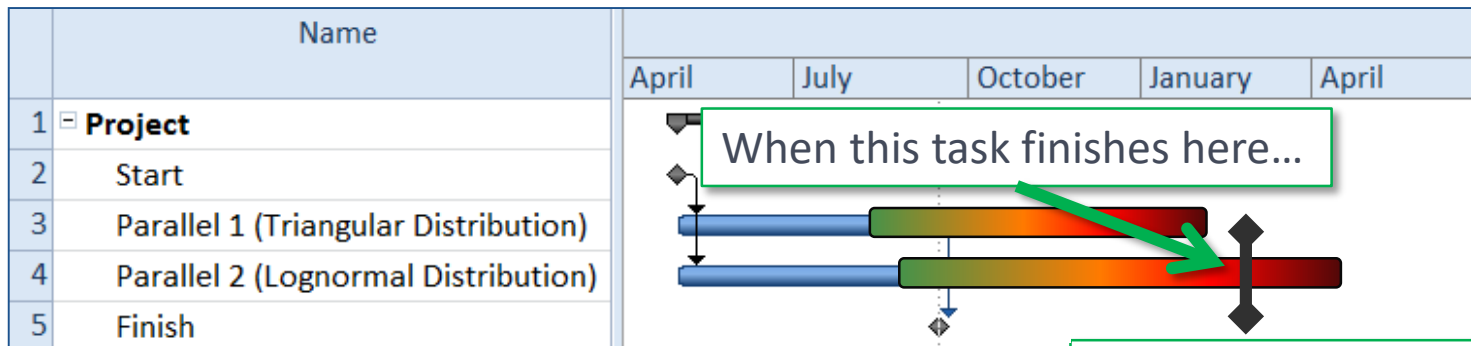 Name
April July October January April
1 Project
2 Start
3 Parallel 1 (Triangular Distribution)
4 Parallel 2 (Lognormal Distribution)
5 Finish
When this task finishes here...